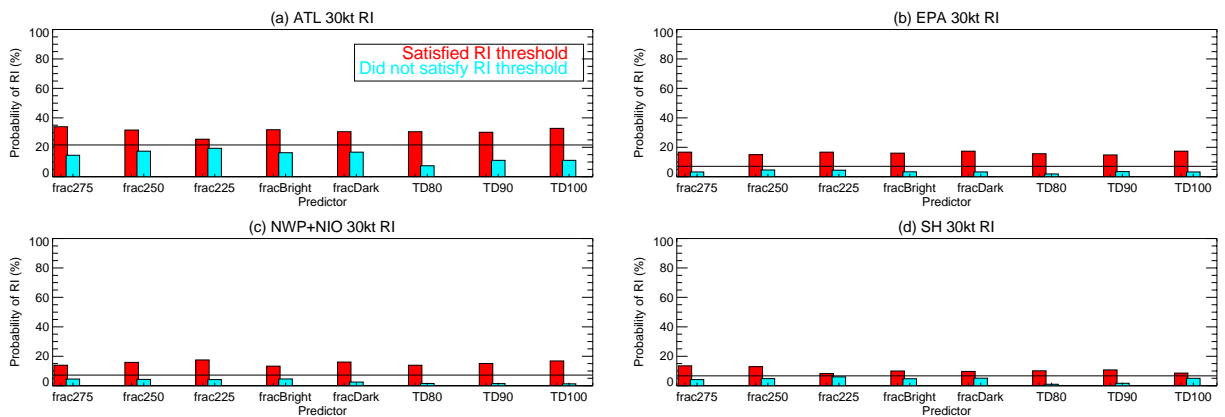 (a) ATL 30kt RI
100
80
60
40
20
0
Probability of RI (%)
Satisfied RI threshold
Did not satisfy RI threshold
frac275 frac250 frac225 fracBright fracDark TD80 TD90 TD100
Predictor
(b) EPA 30kt RI
100
80
60
40
20
0
Probability of RI (%)
frac275 frac250 frac225 fracBright fracDark TD80 TD90 TD100
Predictor
(c) NWP+NIO 30kt RI
100
80
60
40
20
0
Probability of RI (%)
frac275 frac250 frac225 fracBright fracDark TD80 TD90 TD100
Predictor
(d) SH 30kt RI
100
80
60
40
20
0
Probability of RI (%)
frac275 frac250 frac225 fracBright fracDark TD80 TD90 TD100
Predictor